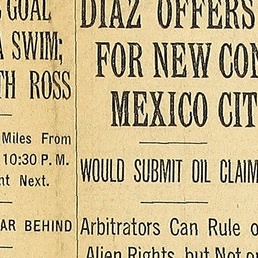 GOAL
A SWIM;
TH ROSS
Miles From
10:30 P. M.
nt Next.
AR BEHIND
DIAZ OFFERS
FOR NEW CON
MEXICO CIT
WOULD SUBMIT OIL CLAIM
Arbitrators Can Rule o
Alien Rights, but Not o